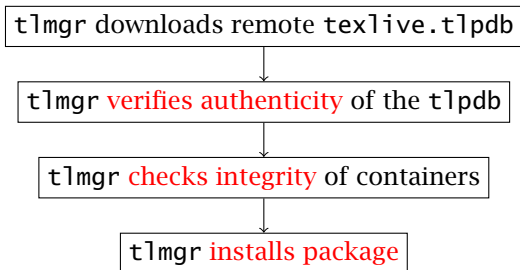 tlmgr downloads remote texlive.tlpdb
tlmgr verifies authenticity of the tlpdb
tlmgr checks integrity of containers
tlmgr installs package